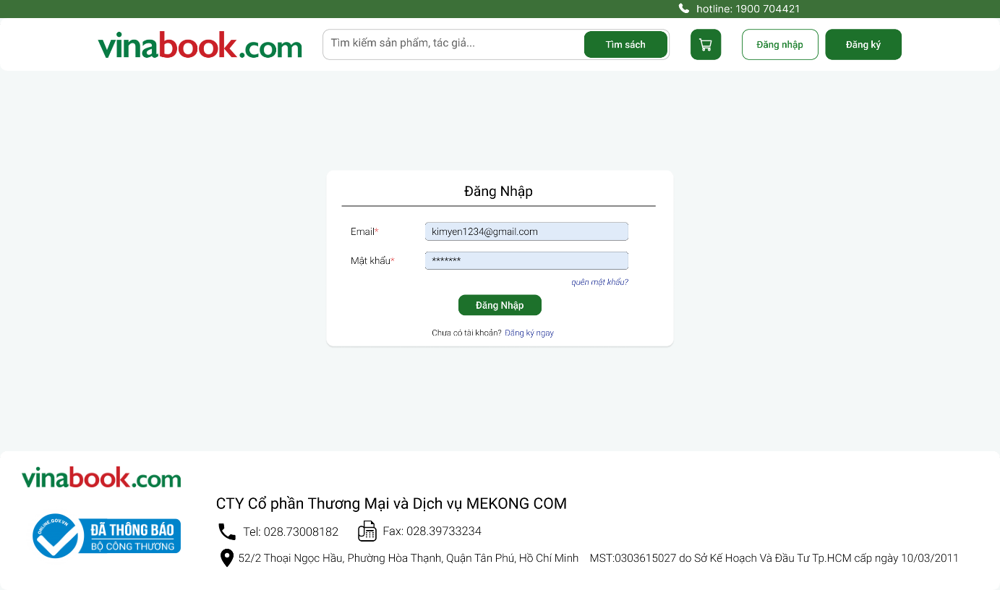 hotline: 1900 704421
vinabook.com
Tìm kiếm sản phẩm, tác giả...
Tìm sách
Đăng nhập
Đăng ký
Đăng Nhập
Email*
kimyen1234@gmail.com
Mật khẩu*
*******
quên mật khẩu?
Đăng Nhập
Chưa có tài khoản? Đăng ký ngay
vinabook.com
ONLINE.GOV.VN
ĐÃ THÔNG BÁO
BỘ CÔNG THƯƠNG
CTY Cổ phần Thương Mại và Dịch vụ MEKONG COM
Tel: 028.73008182
Fax: 028.39733234
52/2 Thoại Ngọc Hầu, Phường Hòa Thạnh, Quận Tân Phú, Hồ Chí Minh
MST:0303615027 do Sở Kế Hoạch Và Đầu Tư Tp.HCM cấp ngày 10/03/2011